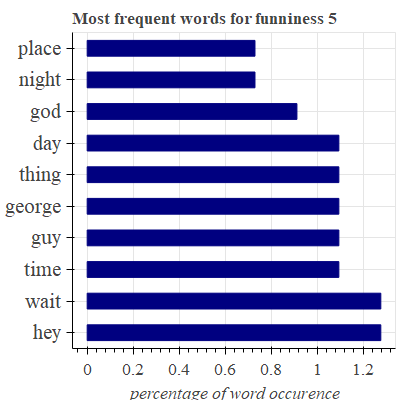 Most frequent words for funniness 5
place
night
god
day
thing
george
guy
time
wait
hey
0 0.2 0.4 0.6 0.8 1 1.2
percentage of word occurence